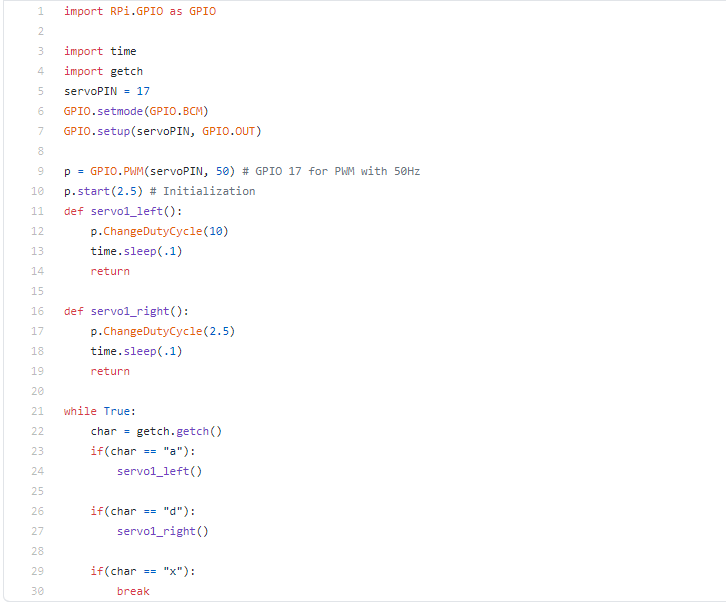 1 import RPi.GPIO as GPIO
2
3 import time
4 import getch
5 servoPIN = 17
6 GPIO.setmode(GPIO.BCM)
7 GPIO.setup(servoPIN, GPIO.OUT)
8
9 p = GPIO.PWM(servoPIN, 50) # GPIO 17 for PWM with 50Hz
10 p.start(2.5) # Initialization
11 def servo1_left():
12     p.ChangeDutyCycle(10)
13     time.sleep(.1)
14     return
15
16 def servo1_right():
17     p.ChangeDutyCycle(2.5)
18     time.sleep(.1)
19     return
20
21 while True:
22     char = getch.getch()
23     if(char == "a"):
24         servo1_left()
25
26     if(char == "d"):
27         servo1_right()
28
29     if(char == "x"):
30         break